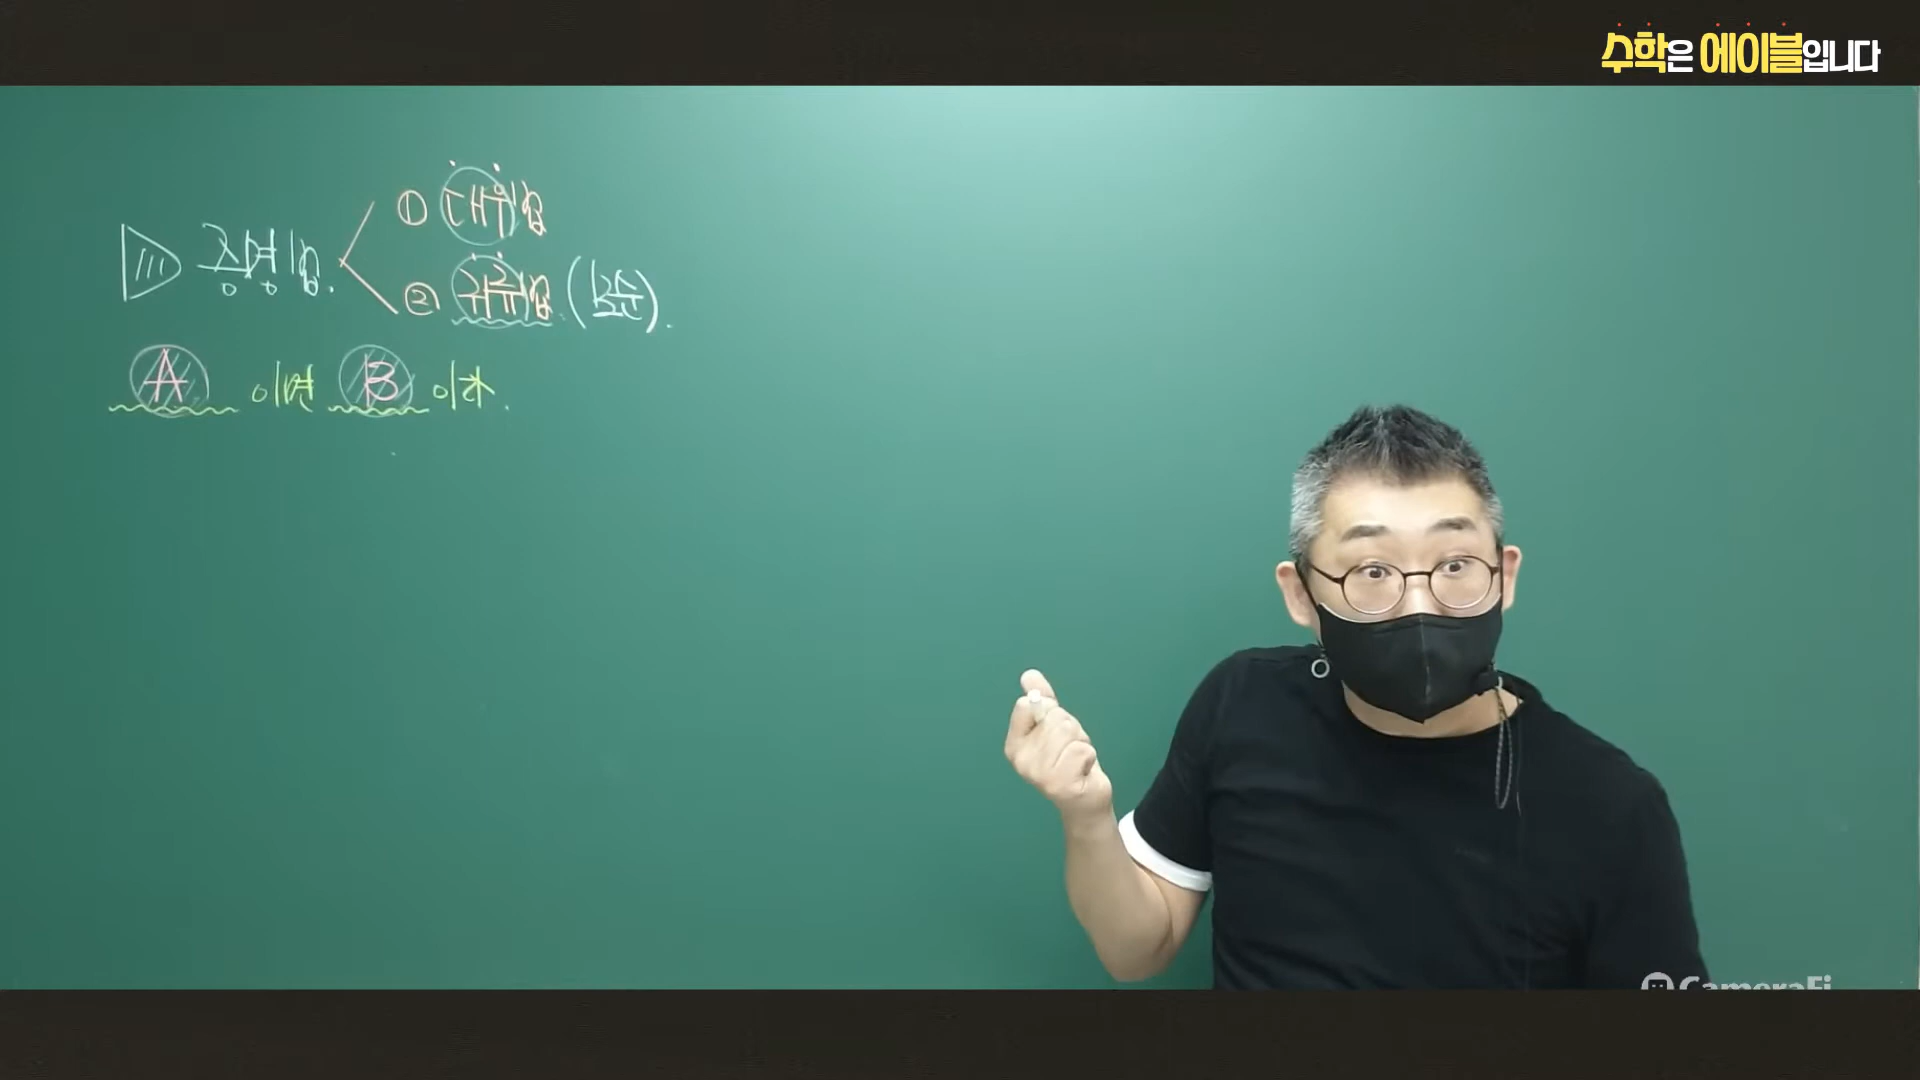 수학은 에이블입니다
증명법.
① 대우법
② 귀류법. (모순).
A 이면 B 이다.
CameraFi